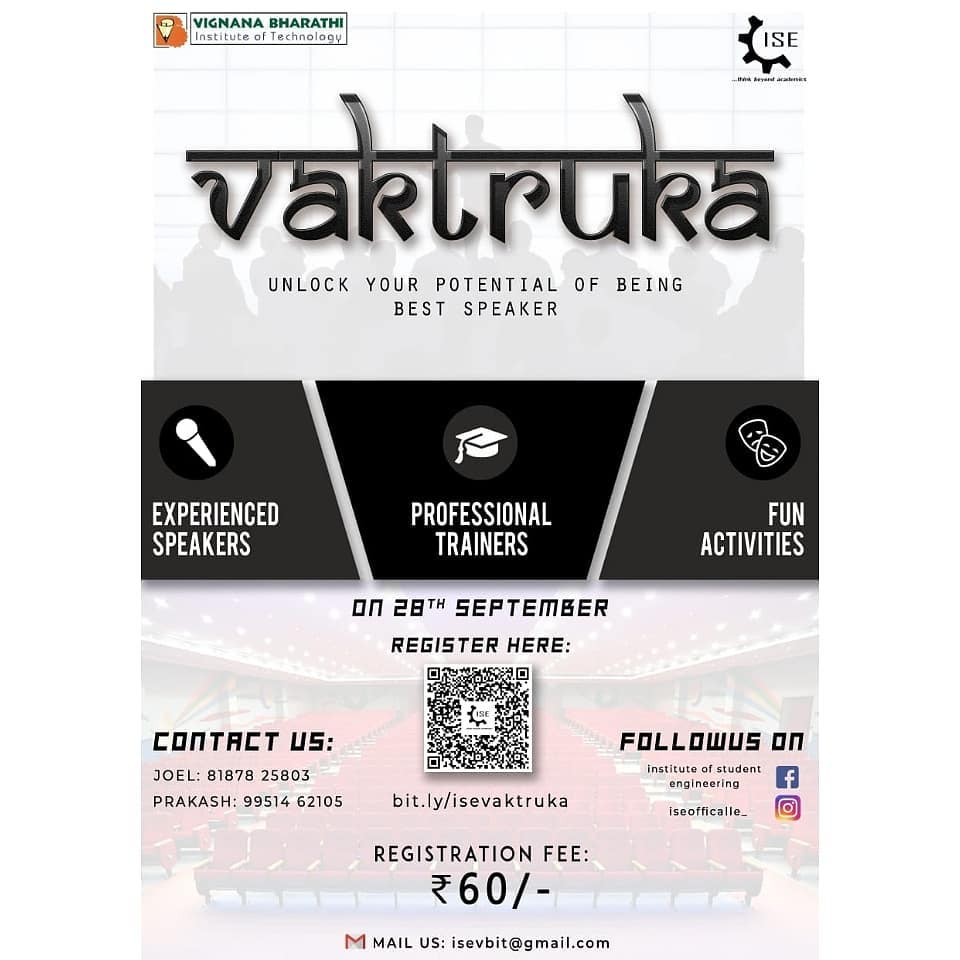 VIGNANA BHARATHI
Institute of Technology
ISE
...think beyond academics
vaktruka
UNLOCK YOUR POTENTIAL OF BEING
BEST SPEAKER
EXPERIENCED
SPEAKERS
PROFESSIONAL
TRAINERS
FUN
ACTIVITIES
ON 28TH SEPTEMBER
REGISTER HERE:
ISE
CONTACT US:
JOEL: 81878 25803
PRAKASH: 99514 62105
bit.ly/isevaktruka
FOLLOWUS ON
institute of student
engineering
iseofficalle_
REGISTRATION FEE:
₹60/-
MAIL US: isevbit@gmail.com